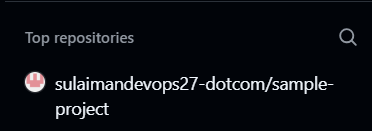 Top repositories
sulaimandevops27-dotcom/sample-
project